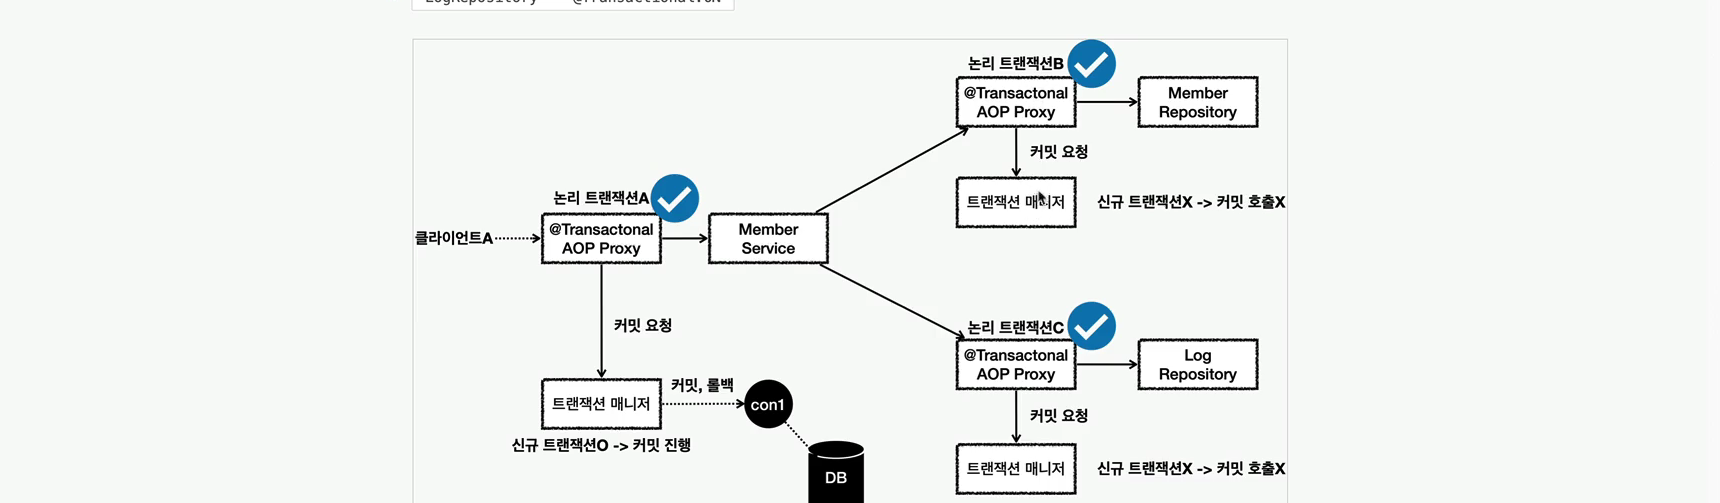 LogRepository @Transactional:ON
논리 트랜잭션B
@Transactonal
AOP Proxy
Member
Repository
커밋 요청
트랜잭션 매니저
신규 트랜잭션X -> 커밋 호출X
논리 트랜잭션A
클라이언트A
@Transactonal
AOP Proxy
Member
Service
커밋 요청
논리 트랜잭션C
@Transactonal
AOP Proxy
Log
Repository
커밋, 롤백
트랜잭션 매니저
con1
커밋 요청
신규 트랜잭션O -> 커밋 진행
DB
트랜잭션 매니저
신규 트랜잭션X -> 커밋 호출X